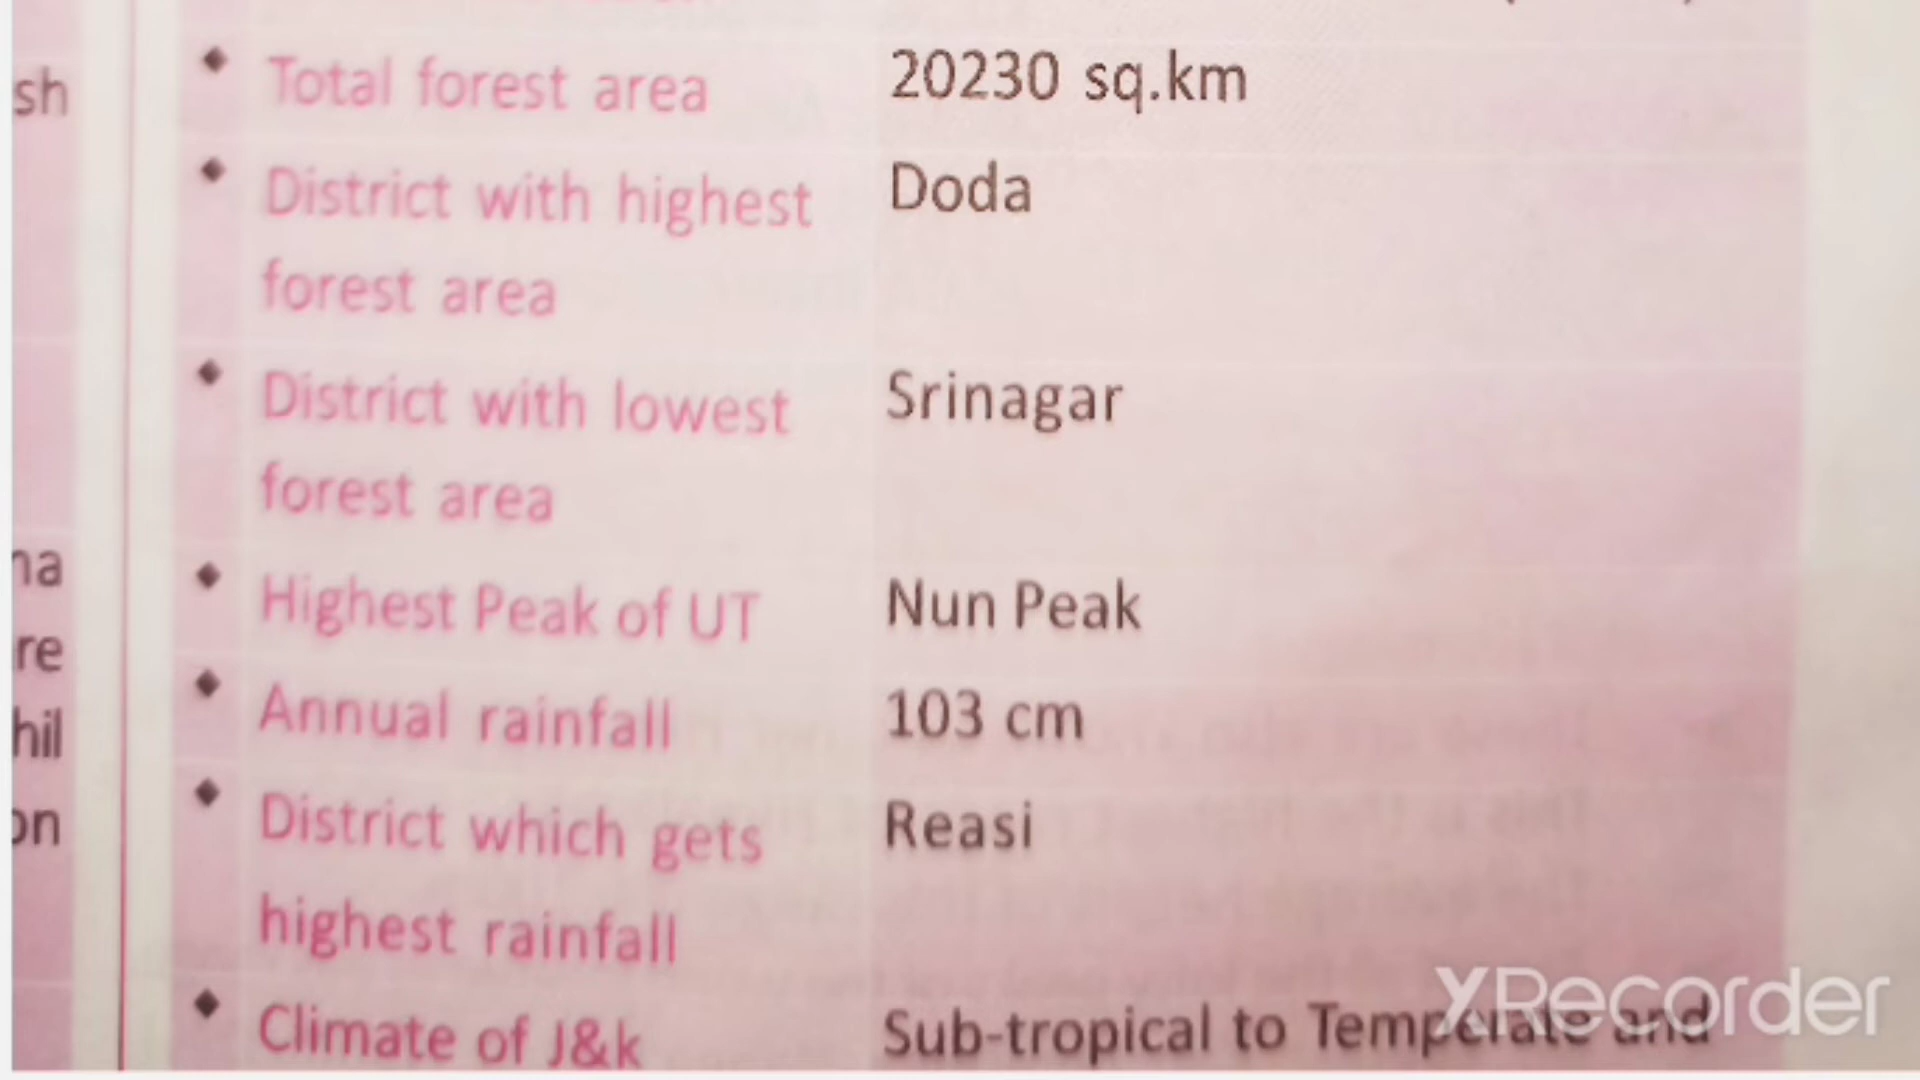 sh
na
re
hil
on
Total forest area 20230 sq.km
District with highest Doda
forest area
District with lowest Srinagar
forest area
Highest Peak of UT Nun Peak
Annual rainfall 103 cm
District which gets Reasi
highest rainfall
Climate of J&k Sub-tropical to Temperate and
XRecorder